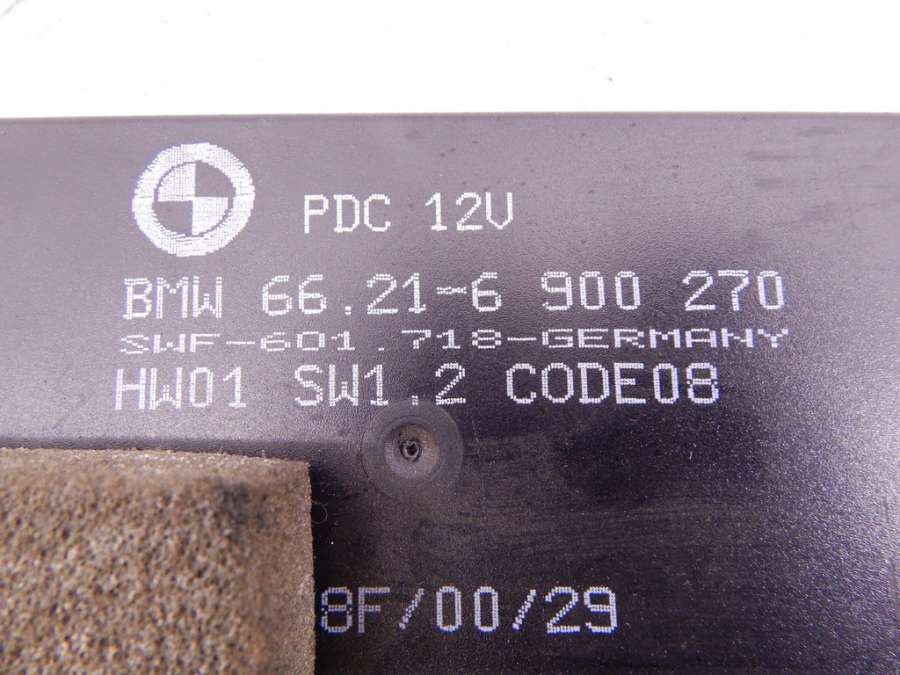 PDC 12V
BMW 66.21-6 900 270
SWF-601.718-GERMANY
HW01 SW1.2 CODE08
8F/00/29